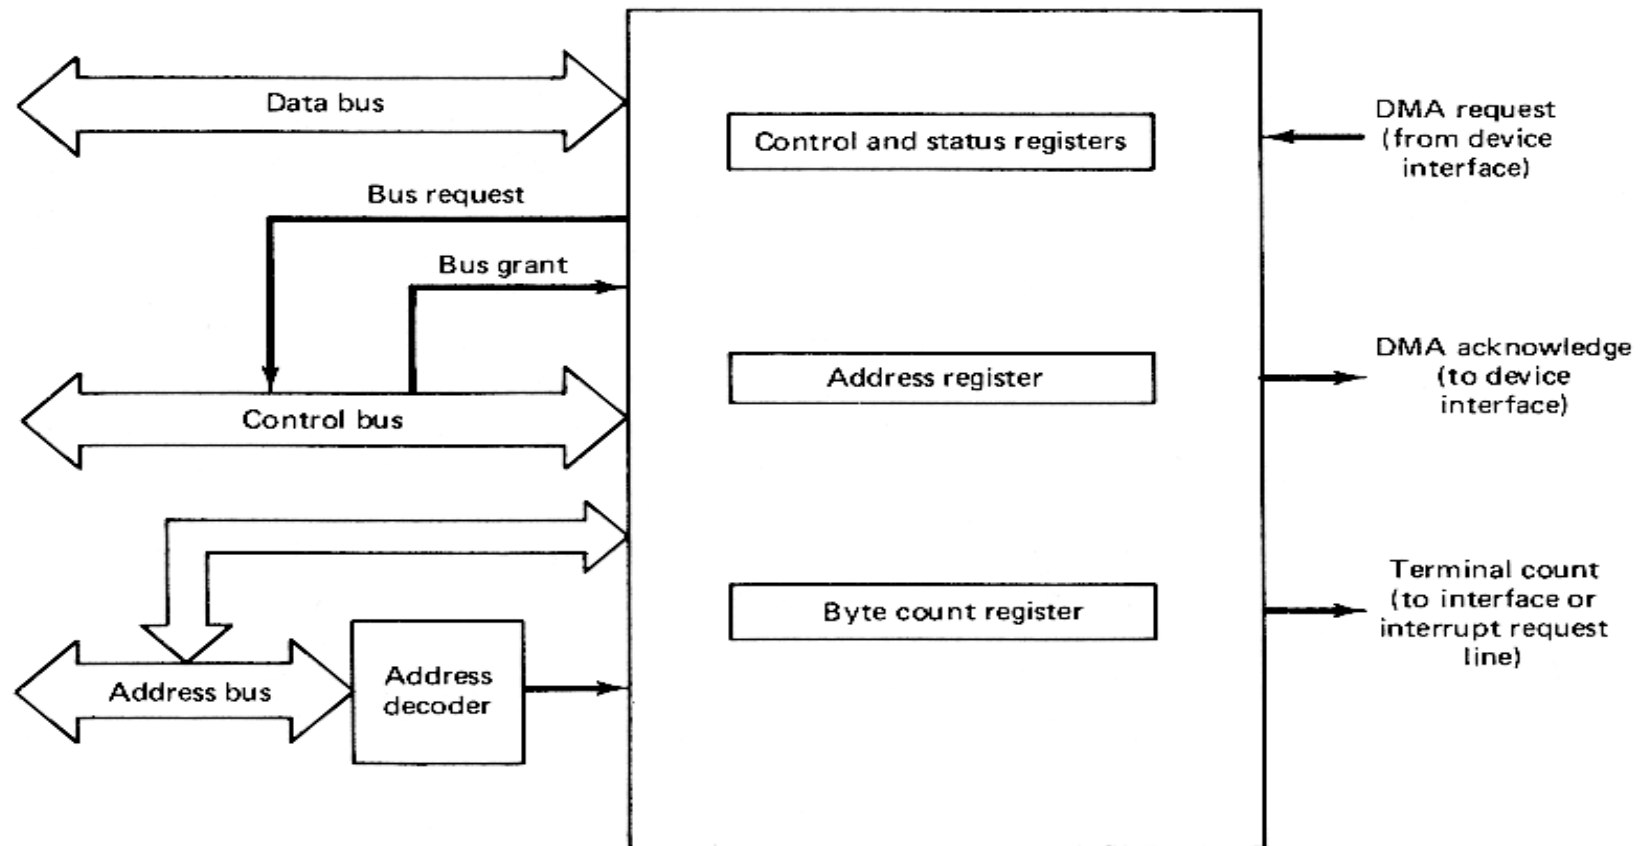 Data bus
Control and status registers
DMA request
(from device
interface)
Bus request
Bus grant
Address register
DMA acknowledge
(to device
interface)
Control bus
Byte count register
Terminal count
(to interface or
interrupt request
line)
Address bus
Address
decoder